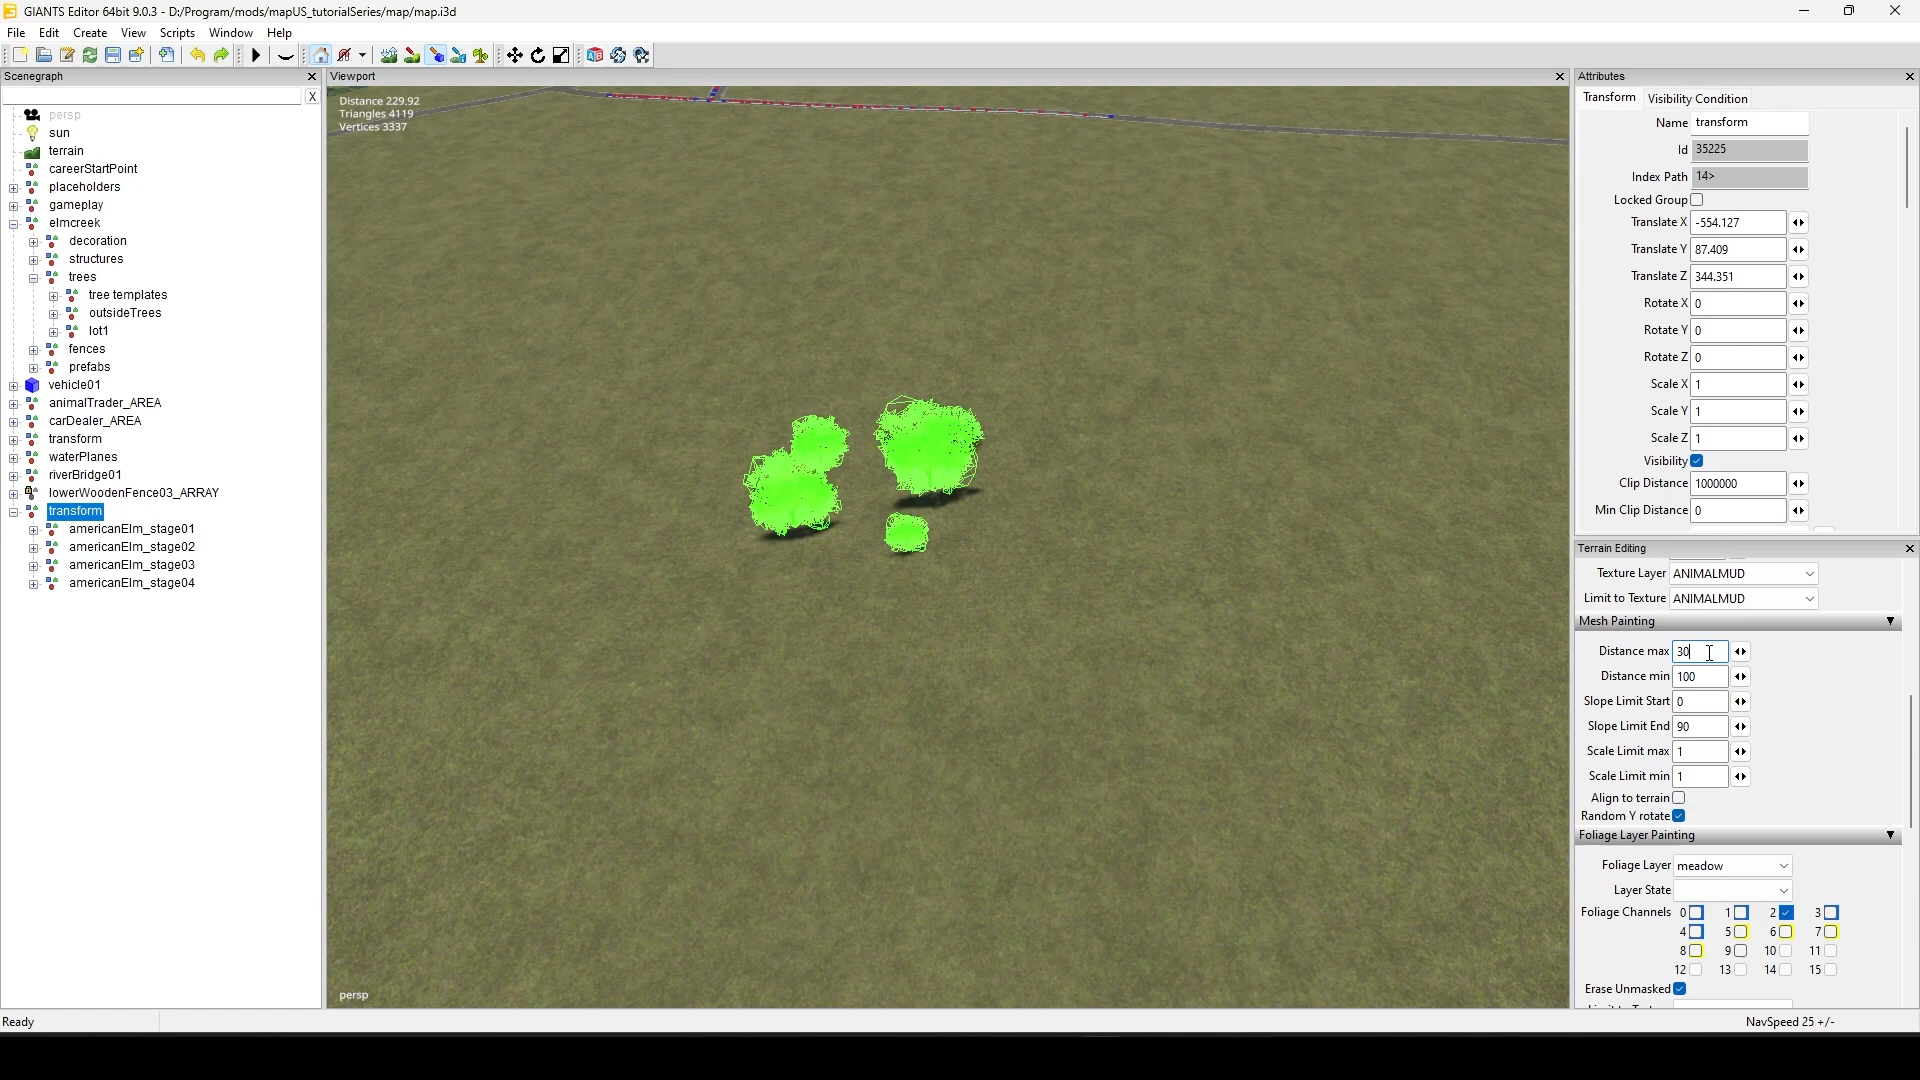 GIANTS Editor 64bit 9.0.3 - D:/Program/mods/mapUS_tutorialSeries/map/map.i3d
File Edit Create View Scripts Window Help
Scenegraph
X
persp
sun
terrain
careerStartPoint
placeholders
gameplay
elmcreek
decoration
structures
trees
tree templates
outsideTrees
lot1
fences
prefabs
vehicle01
animalTrader_AREA
carDealer_AREA
transform
waterPlanes
riverBridge01
lowerWoodenFence03_ARRAY
transform
americanElm_stage01
americanElm_stage02
americanElm_stage03
americanElm_stage04
Viewport
Distance 229.92
Triangles 4119
Vertices 3337
persp
Attributes
Transform Visibility Condition
Name transform
Id 35225
Index Path 14>
Locked Group
Translate X -554.127
Translate Y 87.409
Translate Z 344.351
Rotate X 0
Rotate Y 0
Rotate Z 0
Scale X 1
Scale Y 1
Scale Z 1
Visibility
Clip Distance 1000000
Min Clip Distance 0
Terrain Editing
Texture Layer ANIMALMUD
Limit to Texture ANIMALMUD
Mesh Painting
Distance max 30
Distance min 100
Slope Limit Start 0
Slope Limit End 90
Scale Limit max 1
Scale Limit min 1
Align to terrain
Random Y rotate
Foliage Layer Painting
Foliage Layer meadow
Layer State
Foliage Channels 0 1 2 3
4 5 6 7
8 9 10 11
12 13 14 15
Erase Unmasked
Ready
NavSpeed 25 +/-